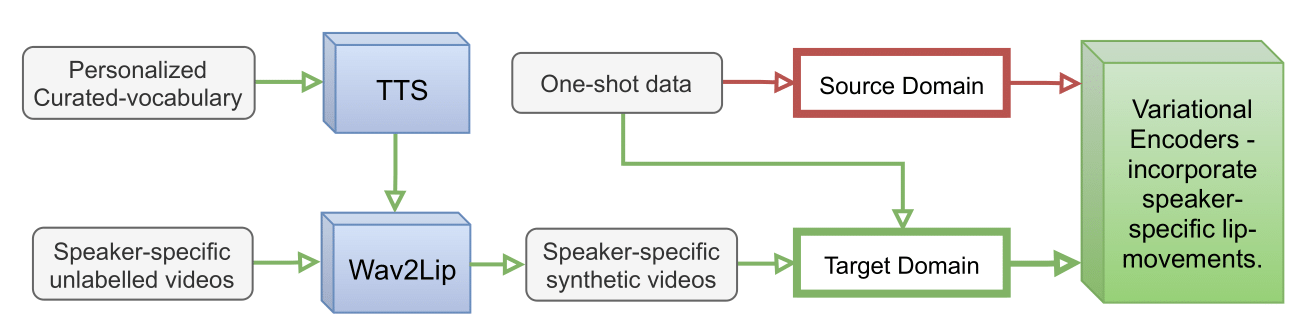 Personalized
Curated-vocabulary
TTS
One-shot data
Source Domain
Variational
Encoders -
incorporate
speaker-
specific lip-
movements.
Speaker-specific
unlabelled videos
Wav2Lip
Speaker-specific
synthetic videos
Target Domain